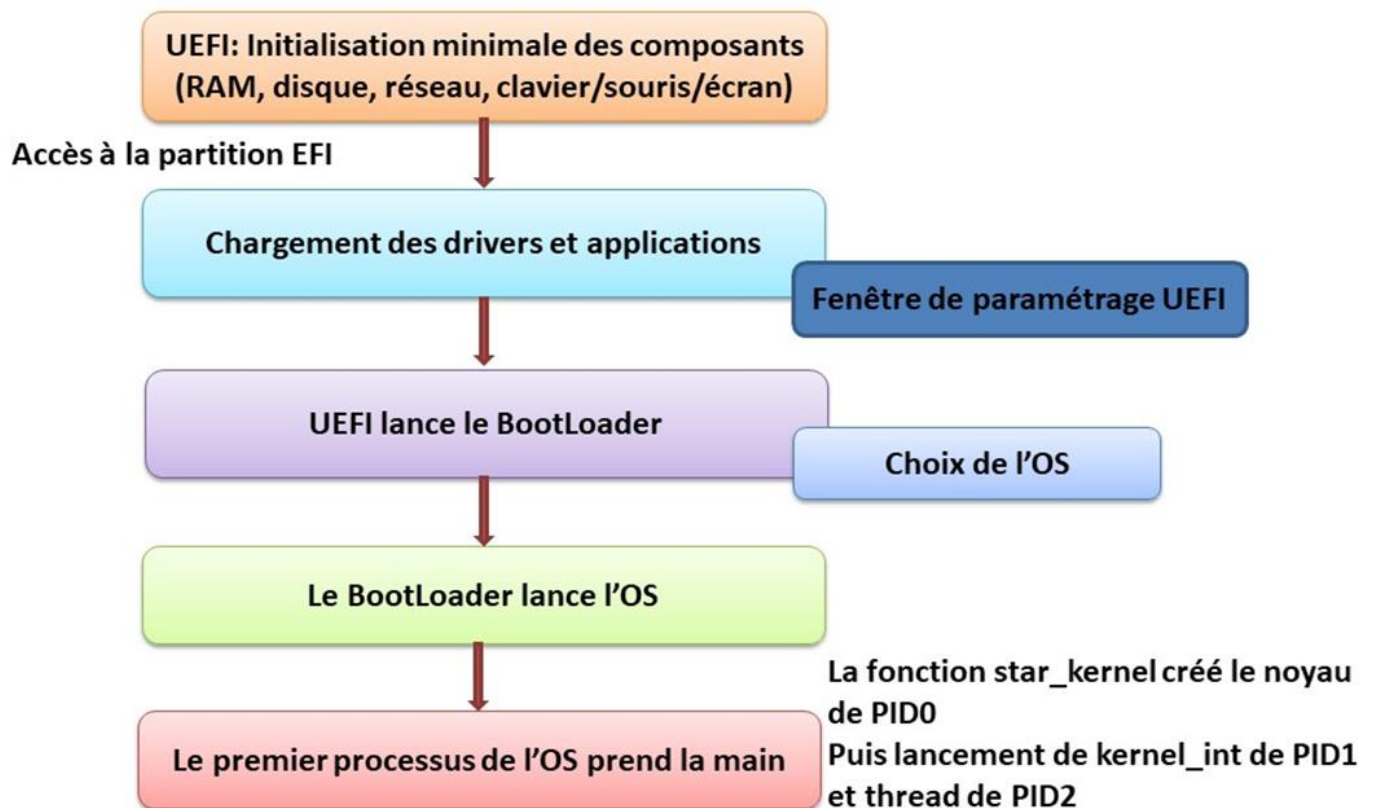 UEFI: Initialisation minimale des composants
(RAM, disque, réseau, clavier/souris/écran)
Accès à la partition EFI
Chargement des drivers et applications
Fenêtre de paramétrage UEFI
UEFI lance le BootLoader
Choix de l’OS
Le BootLoader lance l’OS
La fonction star_kernel créé le noyau
de PID0
Le premier processus de l’OS prend la main
Puis lancement de kernel_int de PID1
et thread de PID2